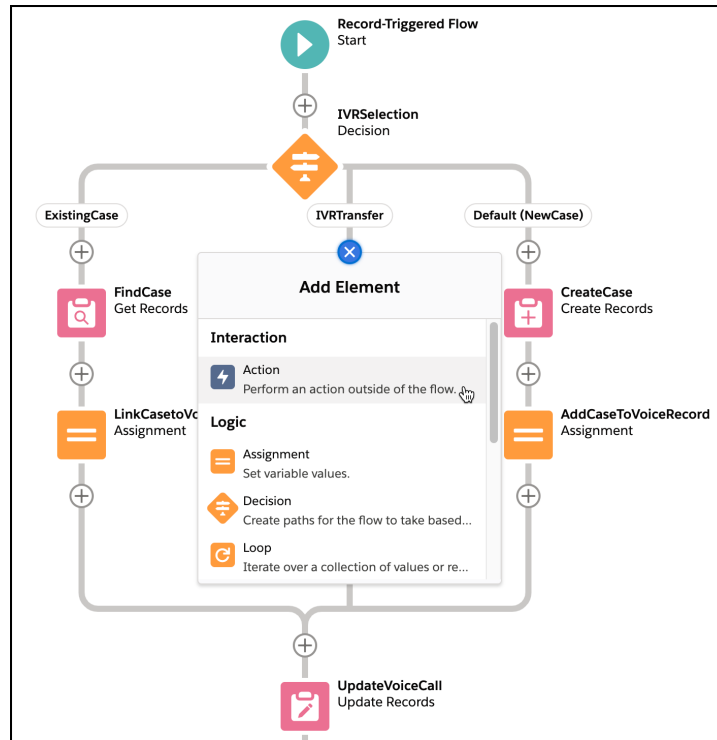 Record-Triggered Flow
Start
IVRSelection
Decision
ExistingCase
IVRTransfer
Default (NewCase)
FindCase
Get Records
Add Element
CreateCase
Create Records
Interaction
Action
Perform an action outside of the flow.
Logic
LinkCasetoVo
Assignment
AddCaseToVoiceRecord
Assignment
Assignment
Set variable values.
Decision
Create paths for the flow to take based...
Loop
Iterate over a collection of values or re...
UpdateVoiceCall
Update Records